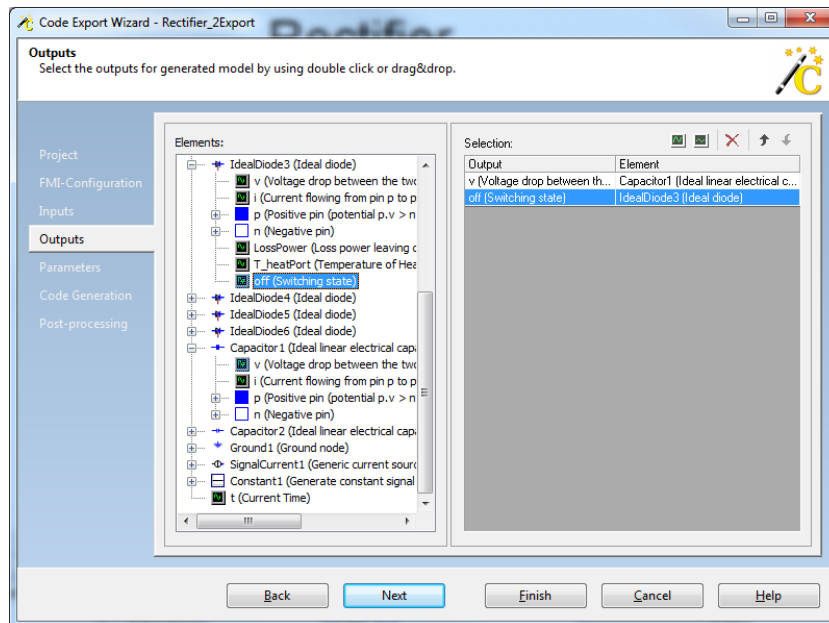 Code Export Wizard - Rectifier_2Export
Rectifier
Outputs
Select the outputs for generated model by using double click or drag&drop.
Project
FMI-Configuration
Inputs
Outputs
Parameters
Code Generation
Post-processing
Elements:
IdealDiode3 (Ideal diode)
v (Voltage drop between the two
i (Current flowing from pin p to p
p (Positive pin (potential p.v > n
n (Negative pin)
LossPower (Loss power leaving
T_heatPort (Temperature of Hea
off (Switching state)
IdealDiode4 (Ideal diode)
IdealDiode5 (Ideal diode)
IdealDiode6 (Ideal diode)
Capacitor1 (Ideal linear electrical capa
v (Voltage drop between the two
i (Current flowing from pin p to p
p (Positive pin (potential p.v > n
n (Negative pin)
Capacitor2 (Ideal linear electrical capa
Ground1 (Ground node)
SignalCurrent1 (Generic current sourc
Constant1 (Generate constant signal
t (Current Time)
Selection:
Output Element
v (Voltage drop between th... Capacitor1 (Ideal linear electrical c...
off (Switching state) IdealDiode3 (Ideal diode)
Back Next Finish Cancel Help